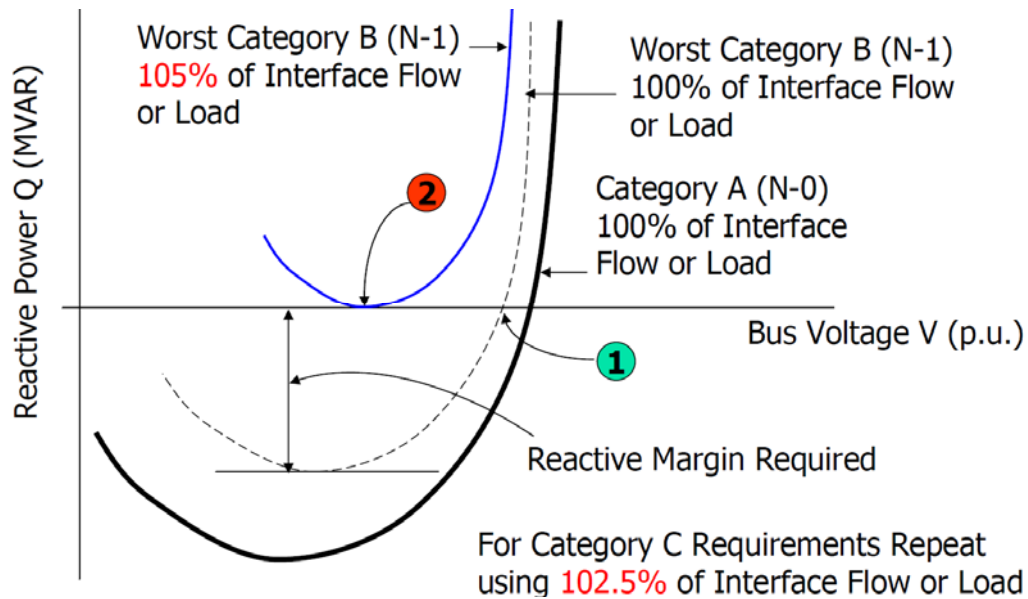 Worst Category B (N-1)
105% of Interface Flow
or Load
Worst Category B (N-1)
100% of Interface Flow
or Load
Category A (N-0)
100% of Interface
Flow or Load
Reactive Power Q (MVAR)
2
Bus Voltage V (p.u.)
1
Reactive Margin Required
For Category C Requirements Repeat
using 102.5% of Interface Flow or Load